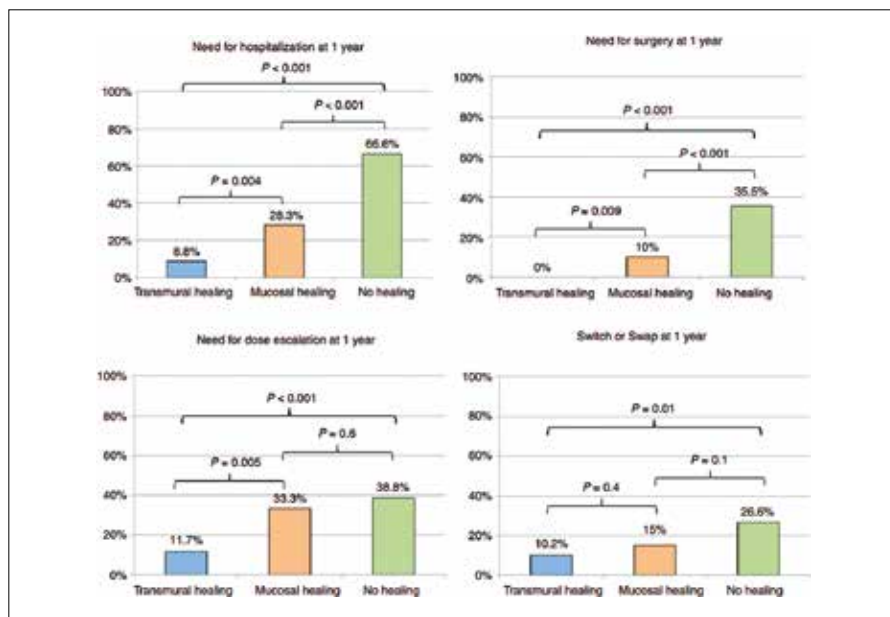 Need for hospitalization at 1 year
P < 0.001
100%
80%
P < 0.001
66.6%
60%
P = 0.004
40%
28.3%
20%
8.8%
0%
Transmural healing
Mucosal healing
No healing
Need for surgery at 1 year
100%
80%
P < 0.001
60%
P < 0.001
40%
35.5%
P = 0.009
20%
10%
0%
0%
Transmural healing
Mucosal healing
No healing
Need for dose escalation at 1 year
100%
P < 0.001
80%
P = 0.6
60%
P = 0.005
40%
38.8%
33.3%
20%
11.7%
0%
Transmural healing
Mucosal healing
No healing
Switch or Swap at 1 year
100%
80%
P = 0.01
60%
P = 0.1
40%
P = 0.4
26.6%
20%
15%
10.2%
0%
Transmural healing
Mucosal healing
No healing